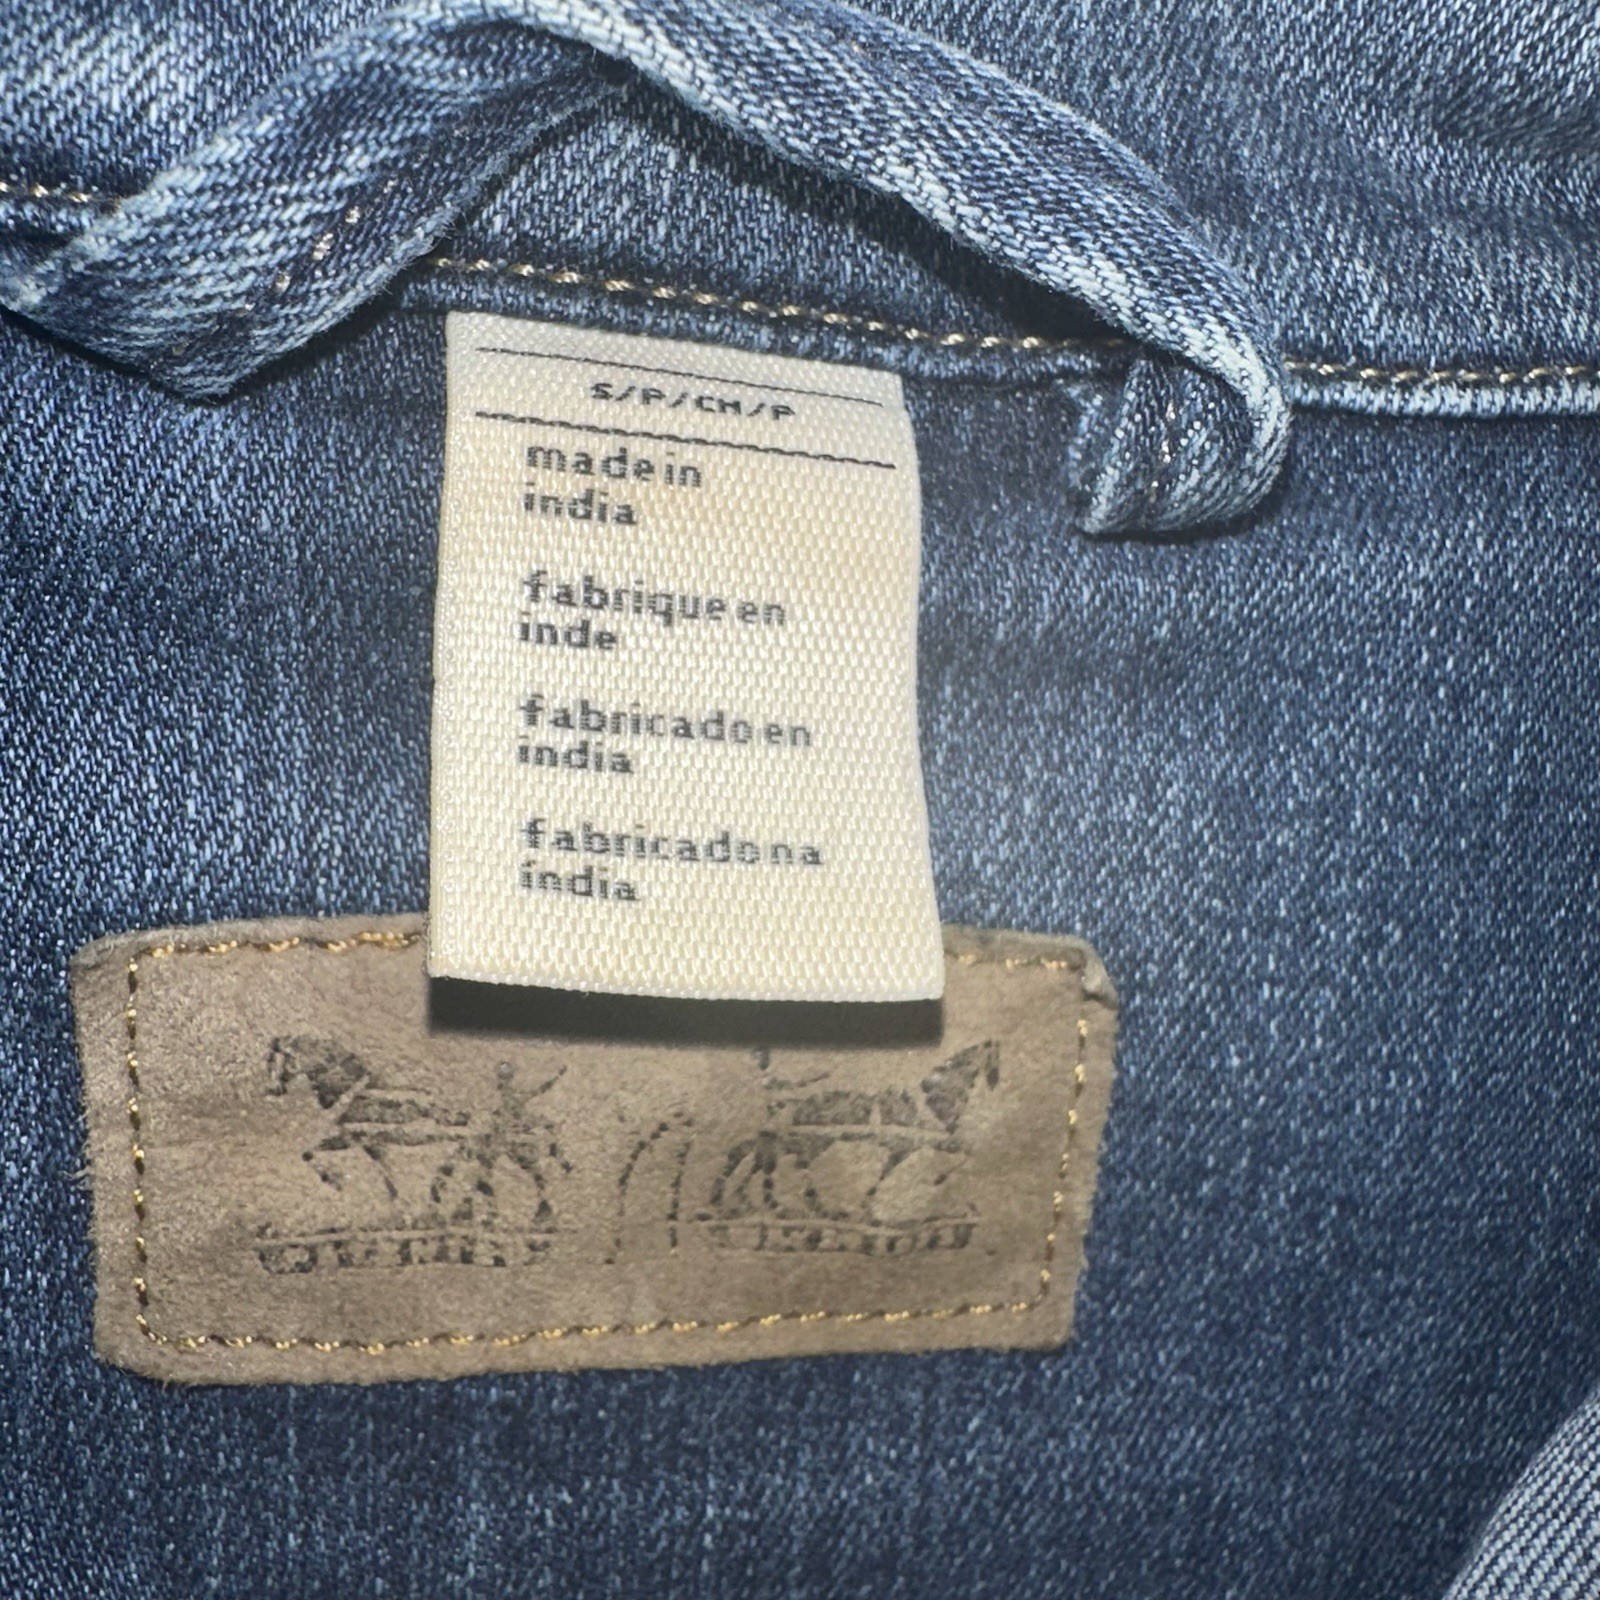 S/P/CH/P
made in
india
fabrique en
inde
fabricado en
india
fabricado na
índia